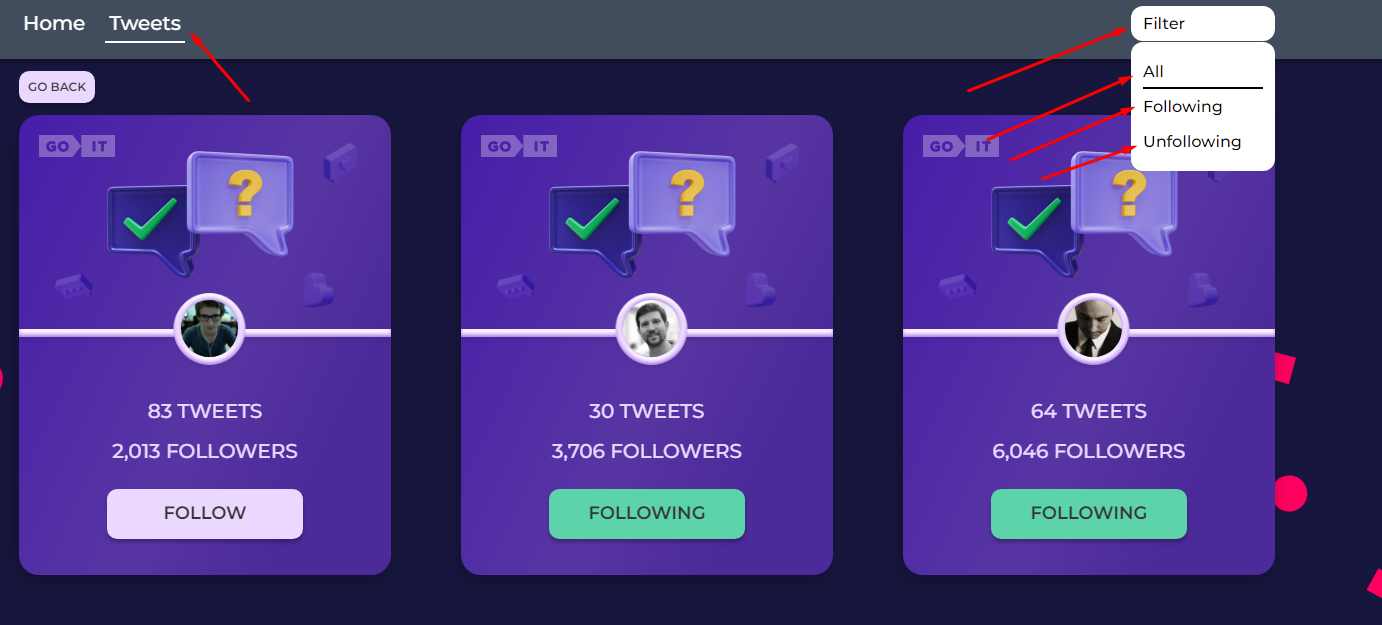 Home Tweets
Filter
All
Following
Unfollowing
GO BACK
GO IT
?
83 TWEETS
2,013 FOLLOWERS
FOLLOW
GO IT
?
30 TWEETS
3,706 FOLLOWERS
FOLLOWING
GO IT
?
64 TWEETS
6,046 FOLLOWERS
FOLLOWING